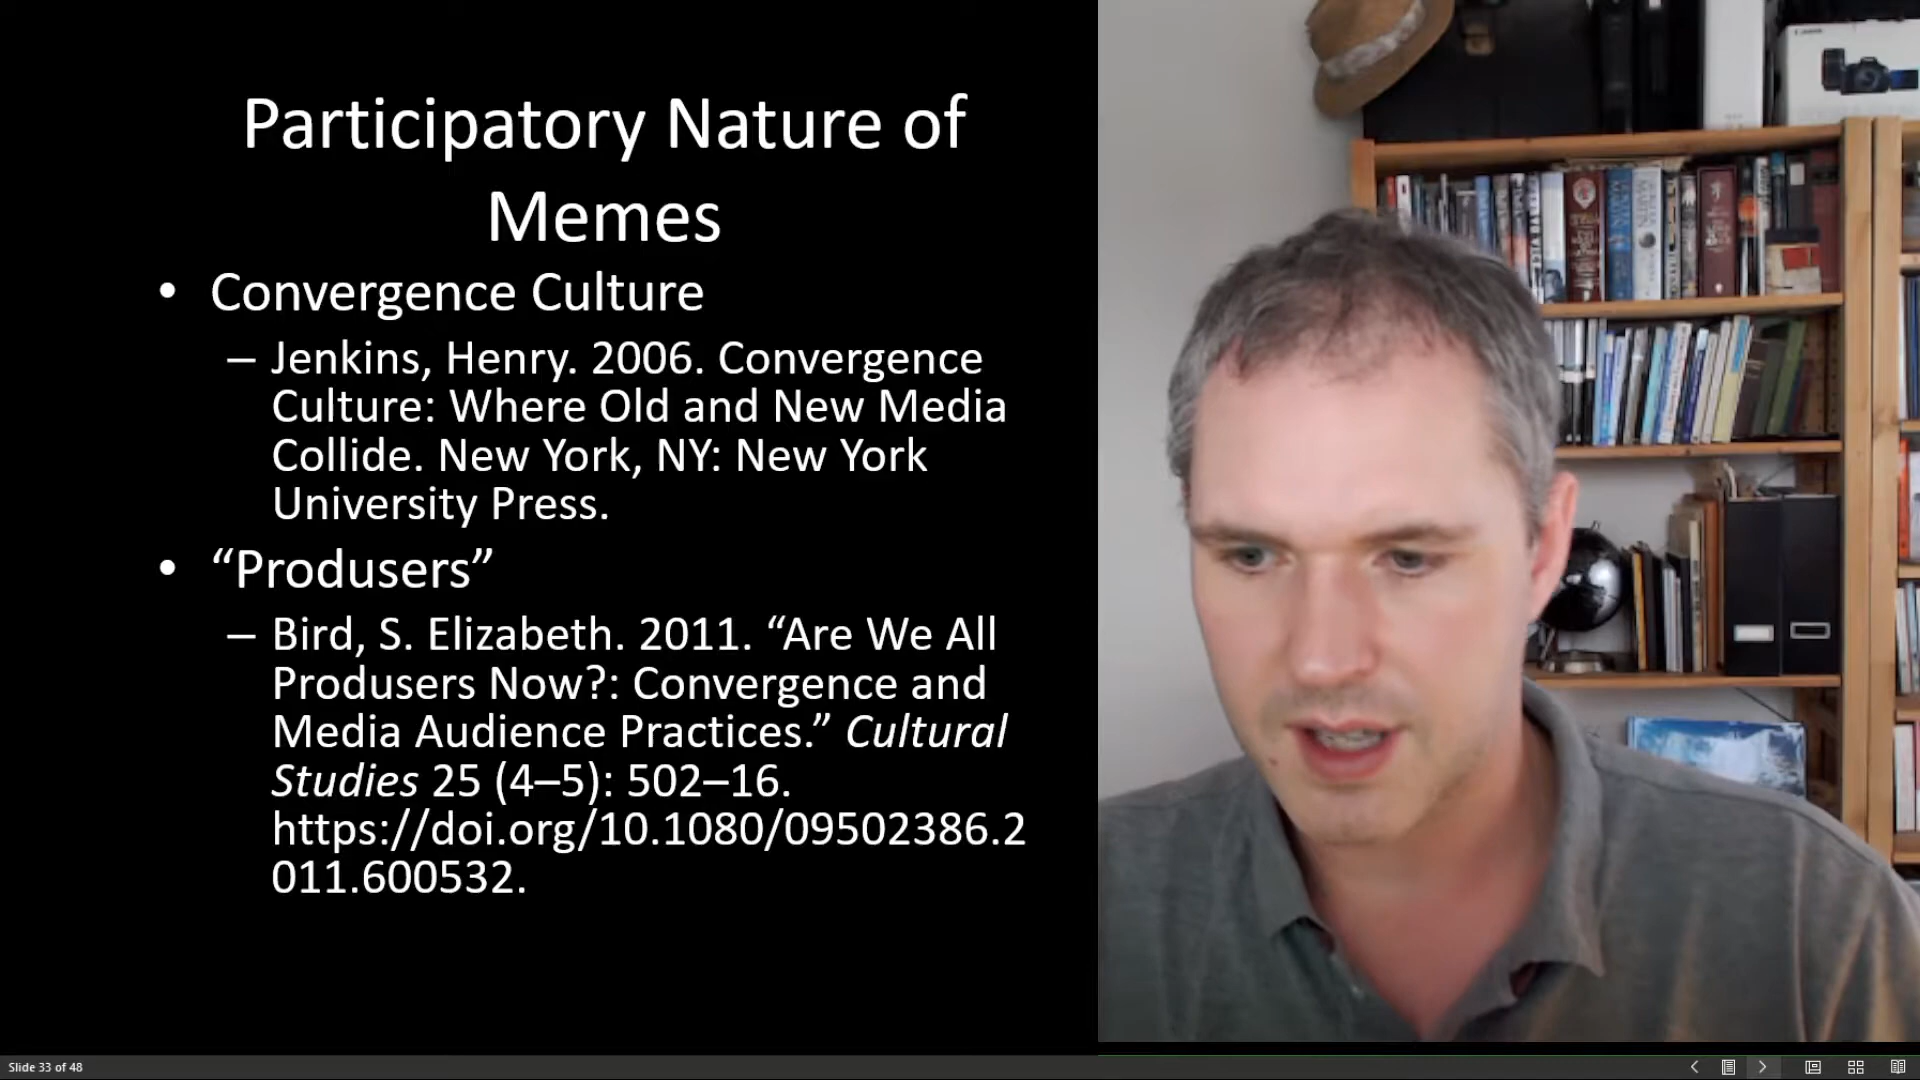 Participatory Nature of
Memes
• Convergence Culture
– Jenkins, Henry. 2006. Convergence
Culture: Where Old and New Media
Collide. New York, NY: New York
University Press.
• “Produsers”
– Bird, S. Elizabeth. 2011. “Are We All
Produsers Now?: Convergence and
Media Audience Practices.” Cultural
Studies 25 (4–5): 502–16.
https://doi.org/10.1080/09502386.2
011.600532.
Slide 33 of 48